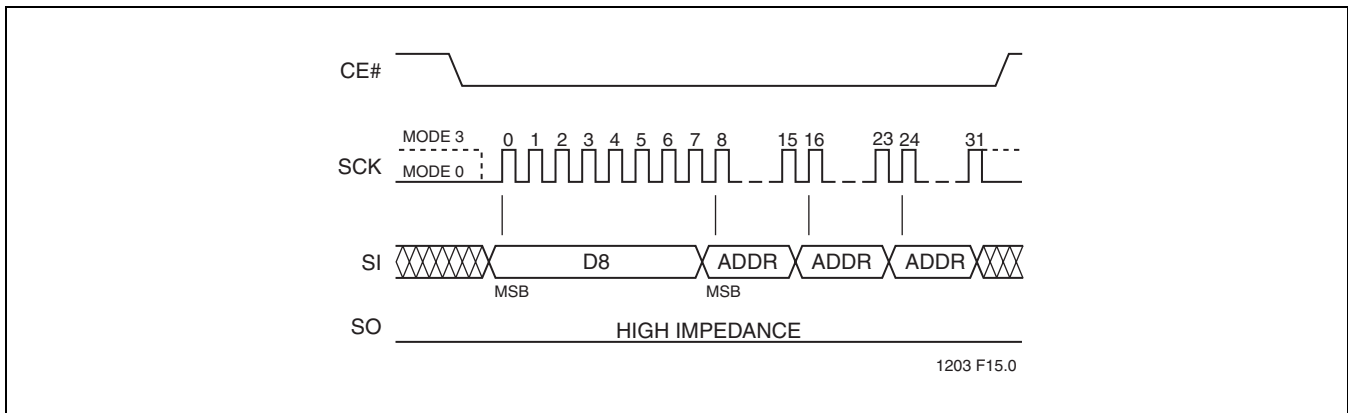 CE#
MODE 3
0 1 2 3 4 5 6 7 8 15 16 23 24 31
SCK
MODE 0
SI
D8 ADDR ADDR ADDR
MSB MSB
SO
HIGH IMPEDANCE
1203 F15.0